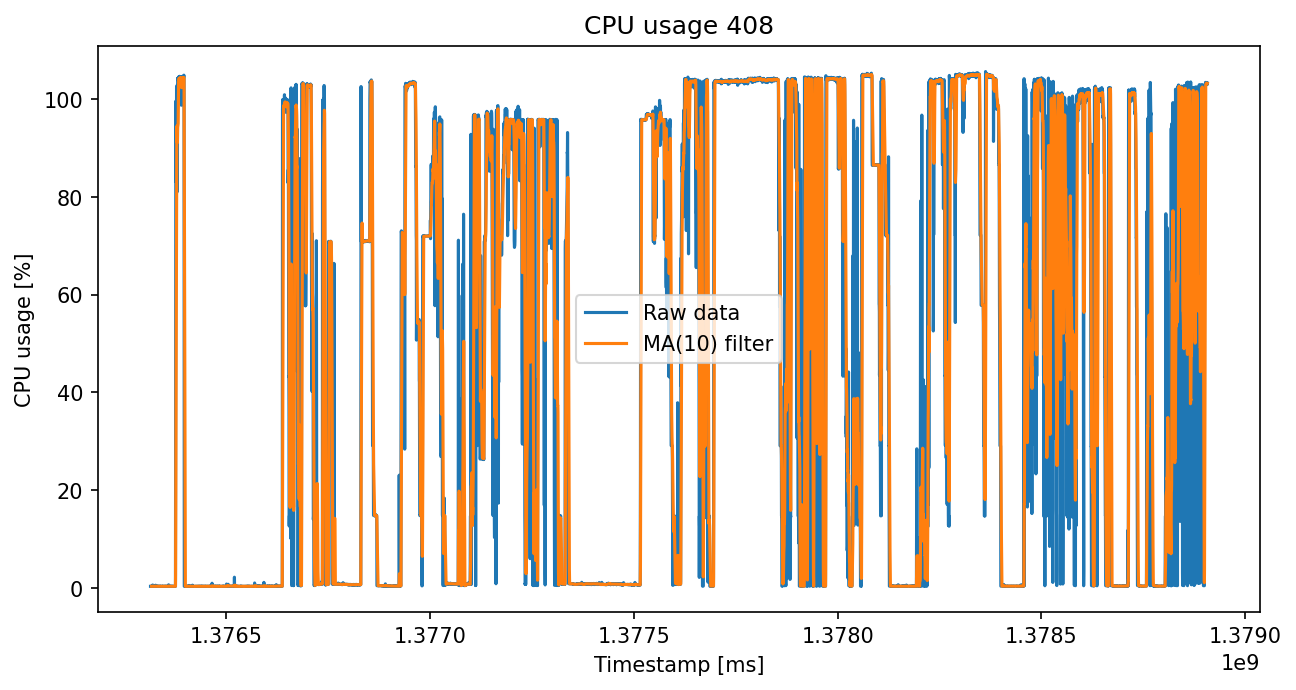 CPU usage 408
CPU usage [%]
100
80
60
40
20
0
Raw data
MA(10) filter
1.3765
1.3770
1.3775
1.3780
1.3785
1.3790
1e9
Timestamp [ms]